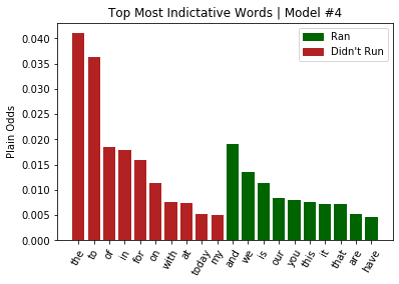 Top Most Indictative Words | Model #4
Ran
Didn't Run
Plain Odds
0.040
0.035
0.030
0.025
0.020
0.015
0.010
0.005
0.000
the
to
of
in
for
on
with
at
today
my
and
we
is
our
you
this
it
that
are
have